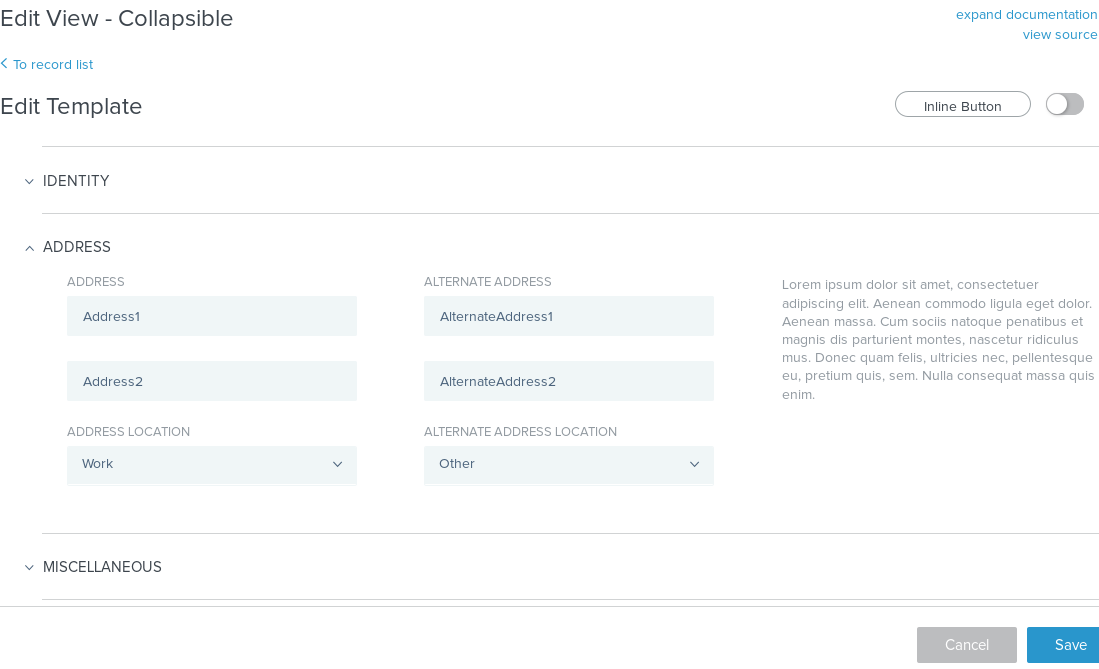 Edit View - Collapsible
expand documentation
view source
To record list
Edit Template
Inline Button
IDENTITY
ADDRESS
ADDRESS
ALTERNATE ADDRESS
Address1
AlternateAddress1
Address2
AlternateAddress2
ADDRESS LOCATION
ALTERNATE ADDRESS LOCATION
Work
Other
Lorem ipsum dolor sit amet, consectetuer
adipiscing elit. Aenean commodo ligula eget dolor.
Aenean massa. Cum sociis natoque penatibus et
magnis dis parturient montes, nascetur ridiculus
mus. Donec quam felis, ultricies nec, pellentesque
eu, pretium quis, sem. Nulla consequat massa quis
enim.
MISCELLANEOUS
Cancel
Save